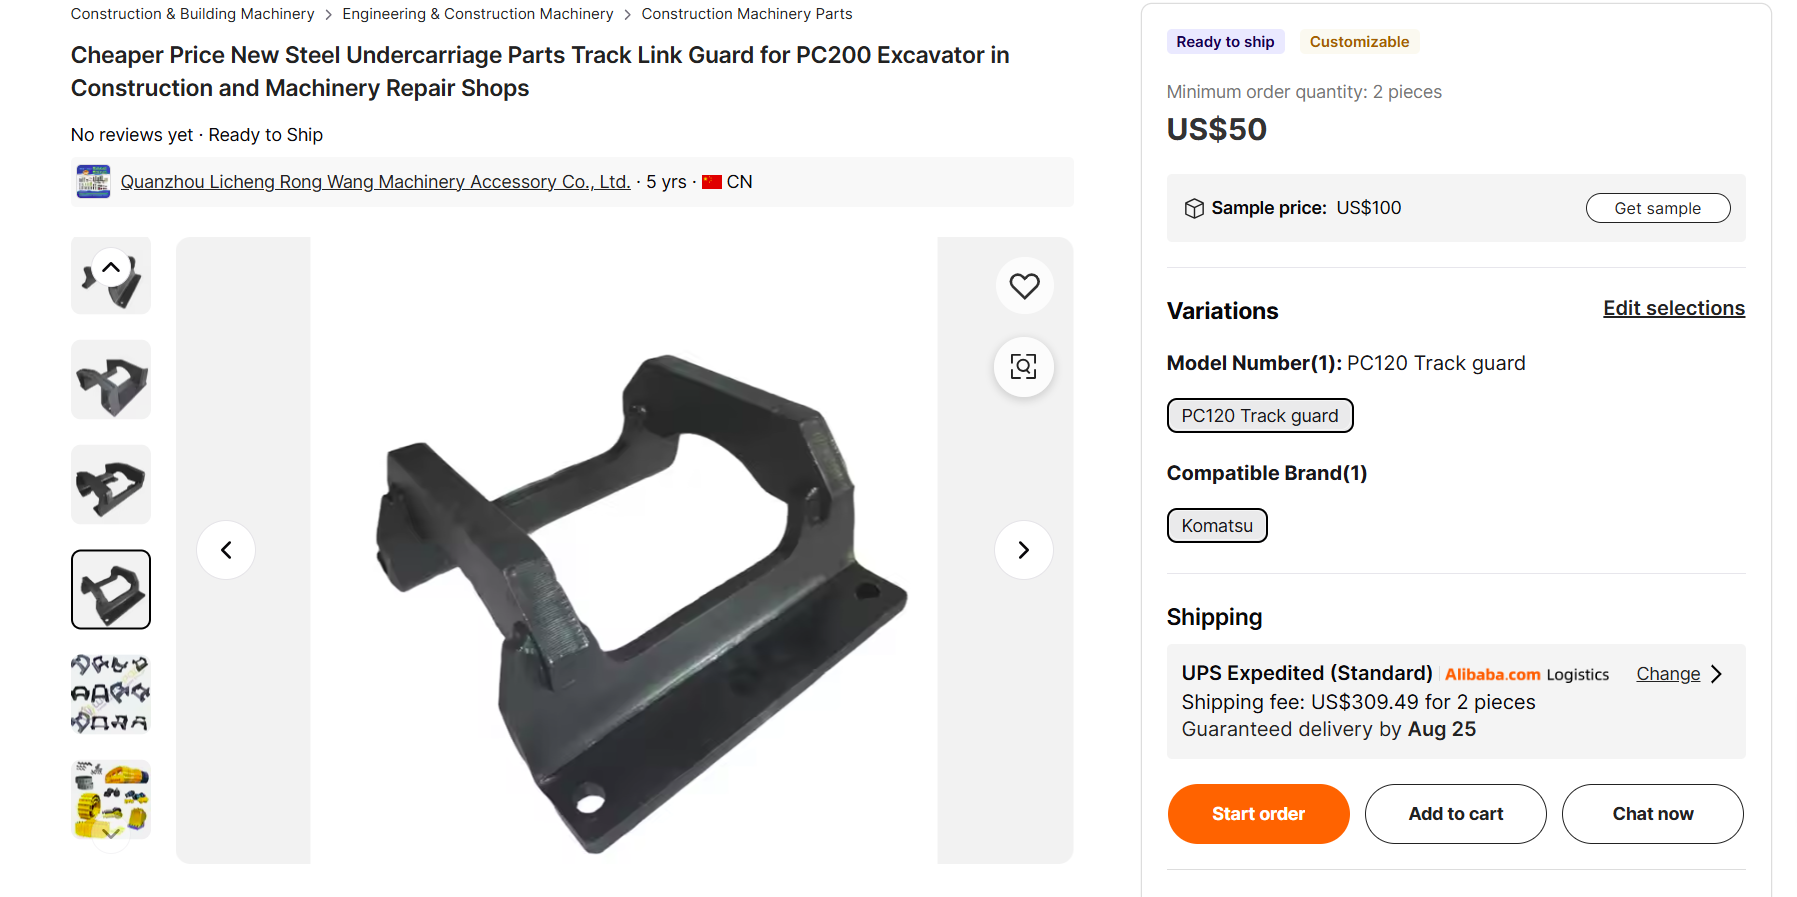 Construction & Building Machinery > Engineering & Construction Machinery > Construction Machinery Parts
Cheaper Price New Steel Undercarriage Parts Track Link Guard for PC200 Excavator in
Construction and Machinery Repair Shops
No reviews yet · Ready to Ship
Quanzhou Licheng Rong Wang Machinery Accessory Co., Ltd. · 5 yrs · CN
Ready to ship
Customizable
Minimum order quantity: 2 pieces
US$50
Sample price: US$100
Get sample
Variations
Edit selections
Model Number(1): PC120 Track guard
PC120 Track guard
Compatible Brand(1)
Komatsu
Shipping
UPS Expedited (Standard) Alibaba.com Logistics Change
Shipping fee: US$309.49 for 2 pieces
Guaranteed delivery by Aug 25
Start order
Add to cart
Chat now